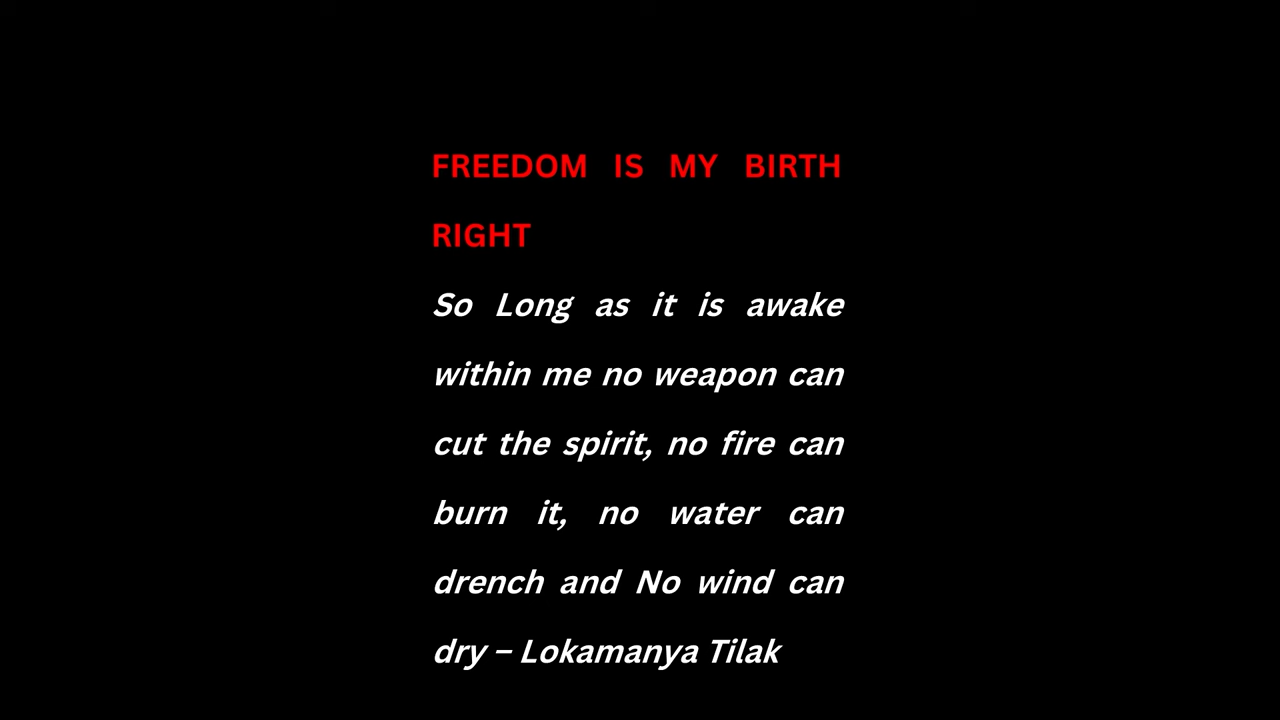 FREEDOM IS MY BIRTH
RIGHT
So Long as it is awake
within me no weapon can
cut the spirit, no fire can
burn it, no water can
drench and No wind can
dry – Lokamanya Tilak